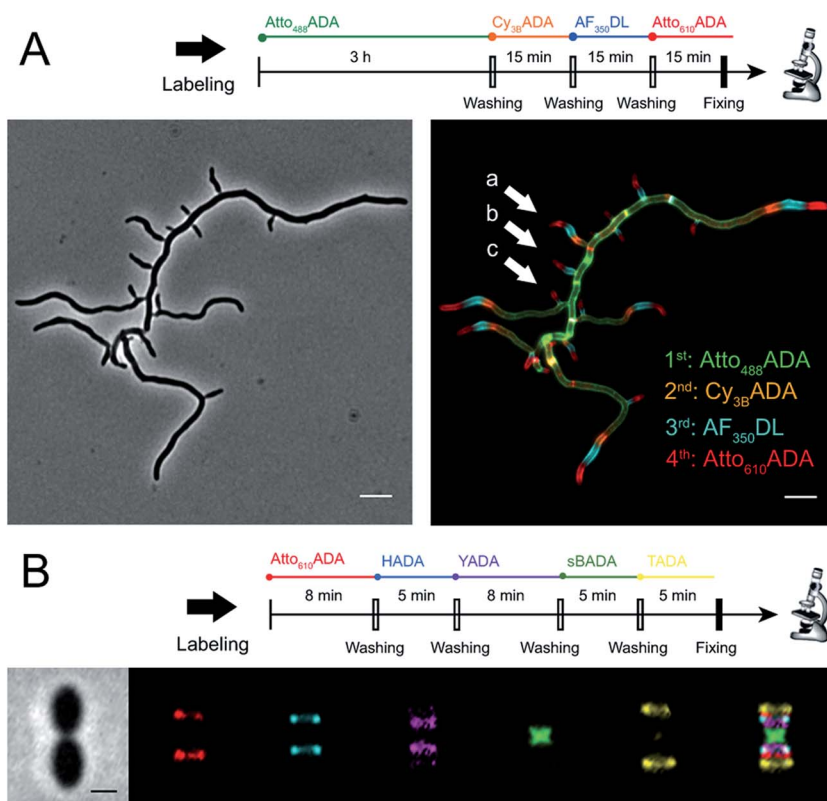 A
Atto488ADA Cy3BADA AF350DL Atto610ADA
3 h 15 min 15 min 15 min
Labeling
Washing Washing Washing Fixing
a
b
c
1st: Atto488ADA
2nd: Cy3BADA
3rd: AF350DL
4th: Atto610ADA
B
Atto610ADA HADA YADA sBADA TADA
8 min 5 min 8 min 5 min 5 min
Labeling
Washing Washing Washing Washing Fixing